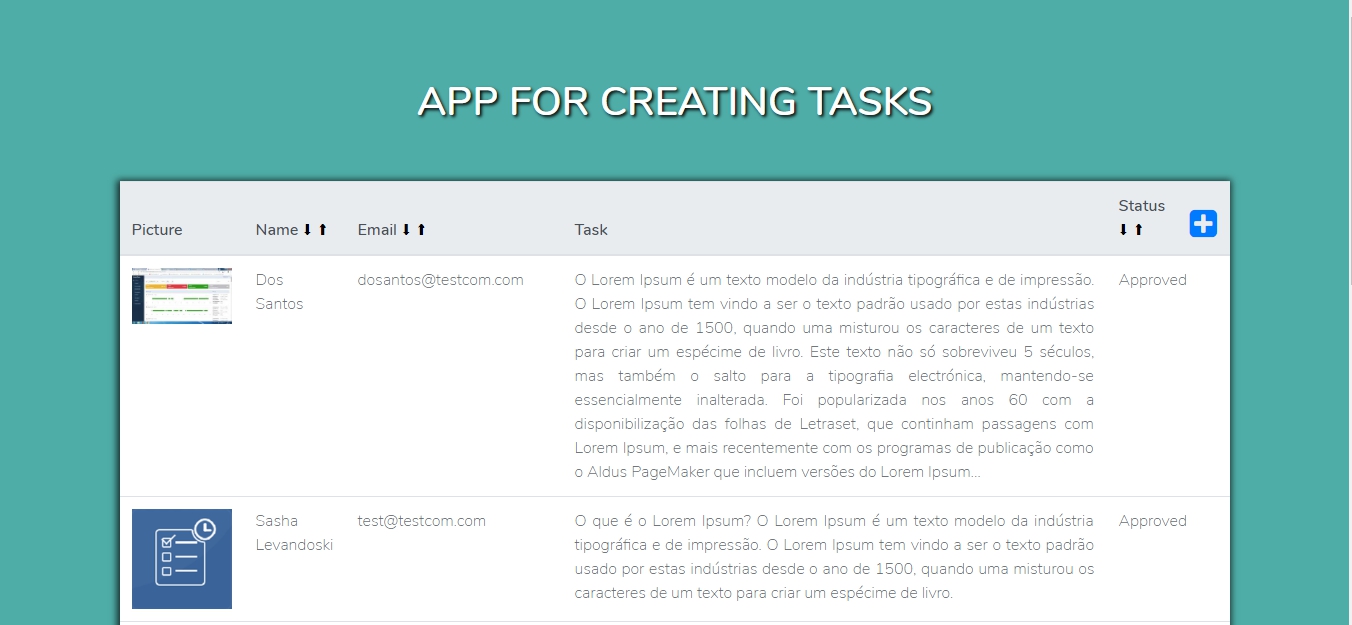 APP FOR CREATING TASKS
Status
Picture Name Email Task
Dos Santos
dosantos@testcom.com
O Lorem Ipsum é um texto modelo da indústria tipográfica e de impressão.
O Lorem Ipsum tem vindo a ser o texto padrão usado por estas indústrias
desde o ano de 1500, quando uma misturou os caracteres de um texto
para criar um espécime de livro. Este texto não só sobreviveu 5 séculos,
mas também o salto para a tipografia electrónica, mantendo-se
essencialmente inalterada. Foi popularizada nos anos 60 com a
disponibilização das folhas de Letraset, que continham passagens com
Lorem Ipsum, e mais recentemente com os programas de publicação como
o Aldus PageMaker que incluem versões do Lorem Ipsum...
Approved
Sasha
Levandoski
test@testcom.com
O que é o Lorem Ipsum? O Lorem Ipsum é um texto modelo da indústria
tipográfica e de impressão. O Lorem Ipsum tem vindo a ser o texto padrão
usado por estas indústrias desde o ano de 1500, quando uma misturou os
caracteres de um texto para criar um espécime de livro.
Approved